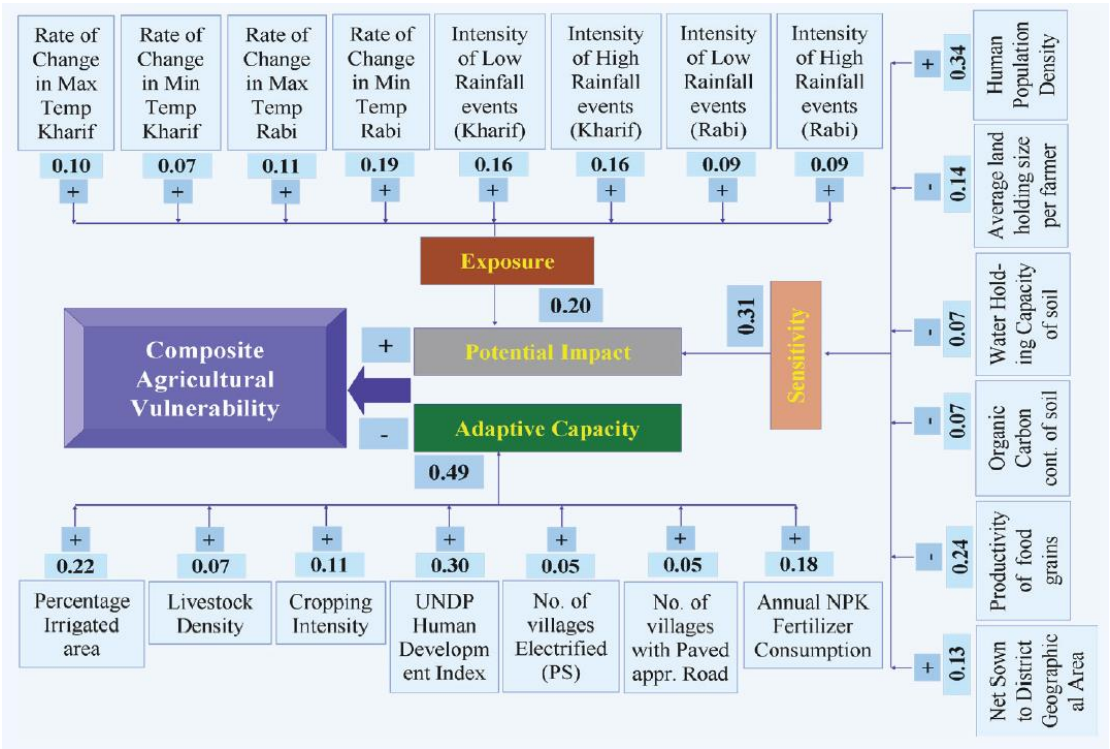 Rate of
Change
in Max
Temp
Kharif
0.10
+
Rate of
Change
in Min
Temp
Kharif
0.07
+
Rate of
Change
in Max
Temp
Rabi
0.11
+
Rate of
Change
in Min
Temp
Rabi
0.19
+
Intensity
of Low
Rainfall
events
(Kharif)
0.16
+
Intensity
of High
Rainfall
events
(Kharif)
0.16
+
Intensity
of Low
Rainfall
events
(Rabi)
0.09
+
Intensity
of High
Rainfall
events
(Rabi)
0.09
+
Exposure
0.20
Composite
Agricultural
Vulnerability
+
Potential Impact
-
Adaptive Capacity
0.49
0.31
Sensitivity
+
0.34
Human
Population
Density
-
0.14
Average land
holding size
per farmer
-
0.07
Water Hold-
ing Capacity
of soil
-
0.07
Organic
Carbon
cont. of soil
-
0.24
Productivity
of food
grains
+
0.13
Net Sown
to District
Geographic
al Area
+
0.22
Percentage
Irrigated
area
+
0.07
Livestock
Density
+
0.11
Cropping
Intensity
+
0.30
UNDP
Human
Developm
ent Index
+
0.05
No. of
villages
Electrified
(PS)
+
0.05
No. of
villages
with Paved
appr. Road
+
0.18
Annual NPK
Fertilizer
Consumption